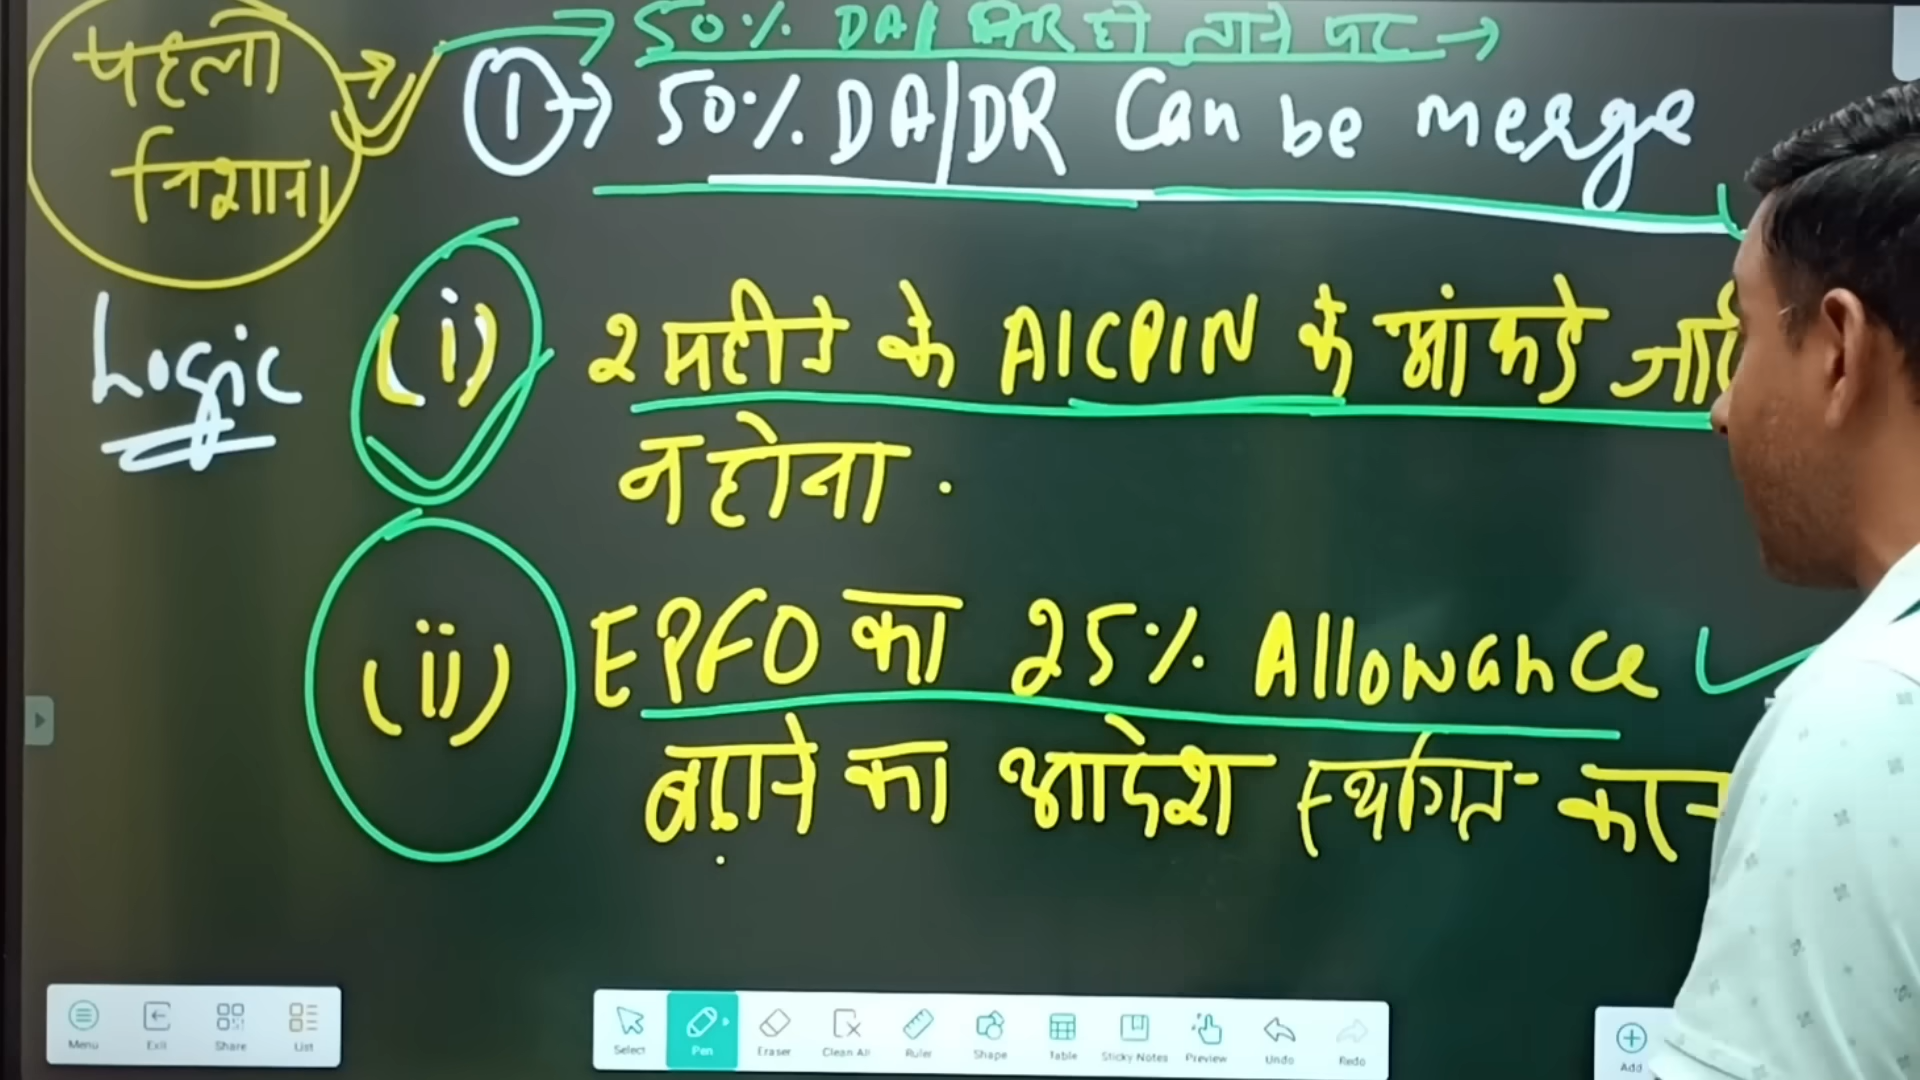 50% DA/DR हो जाने पर →
पहला
निशाना
① → 50% DA/DR Can be merge
Logic
(i) 2 महीने के AICPIN के आंकड़े
न होना .
(ii) EPFO का 25% Allowance
बढ़ाने का आदेश स्थगित
Menu Exit Share List
Select Pen Eraser Clean All Ruler Shape Table Sticky Notes Preview Undo Redo
Add